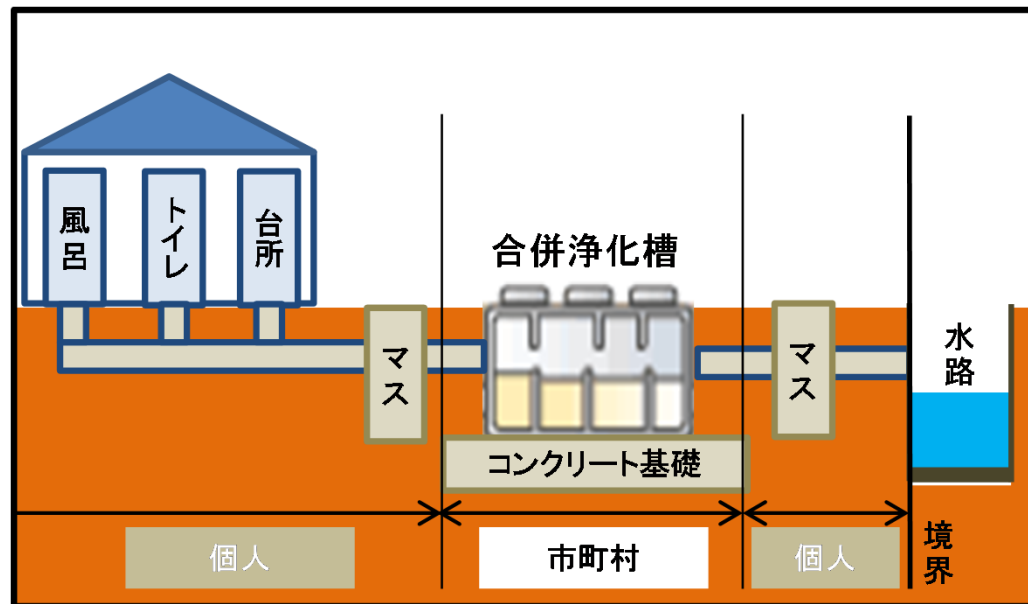 風呂
トイレ
台所
合併浄化槽
マス
マス
水路
コンクリート基礎
個人
市町村
個人
境界